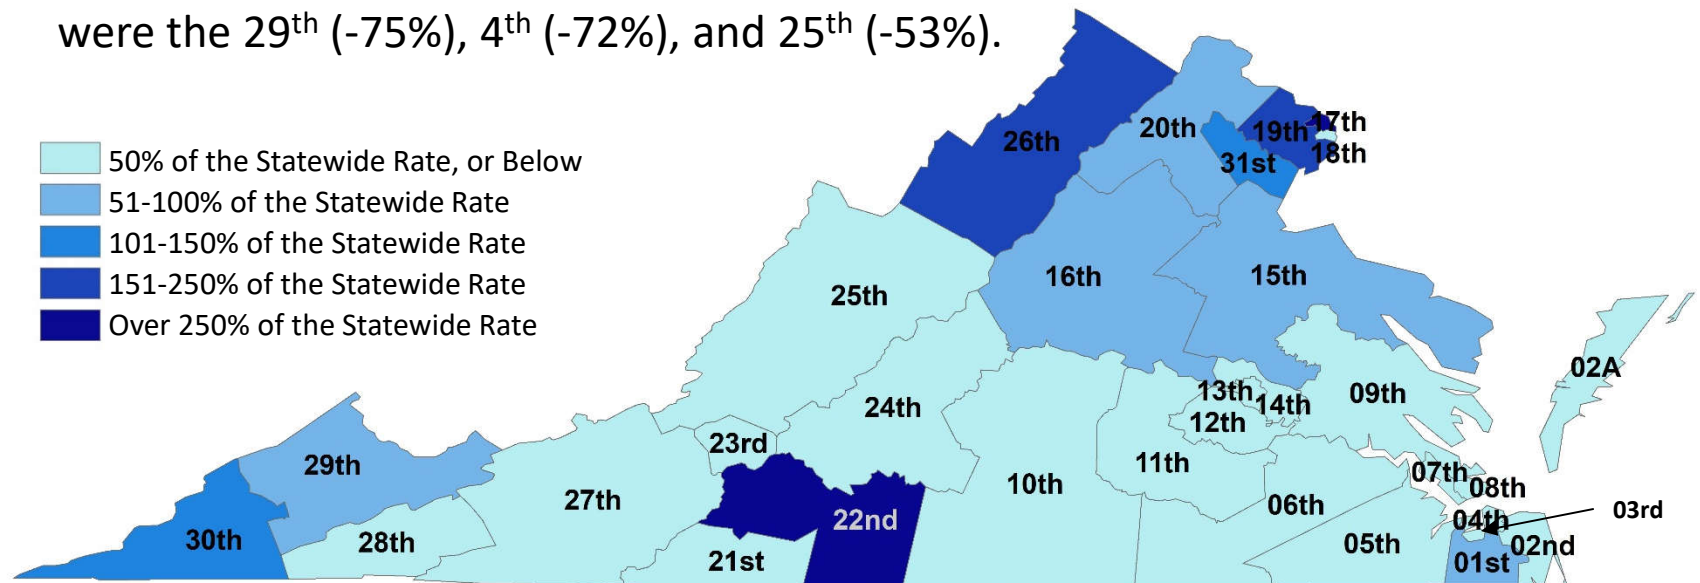 were the 29th (-75%), 4th (-72%), and 25th (-53%).
50% of the Statewide Rate, or Below
51-100% of the Statewide Rate
101-150% of the Statewide Rate
151-250% of the Statewide Rate
Over 250% of the Statewide Rate
26th
20th
19th
17th
18th
31st
25th
16th
15th
02A
24th
13th
14th
09th
12th
23rd
29th
27th
11th
10th
07th
08th
06th
22nd
04th
03rd
30th
28th
21st
05th
02nd
01st